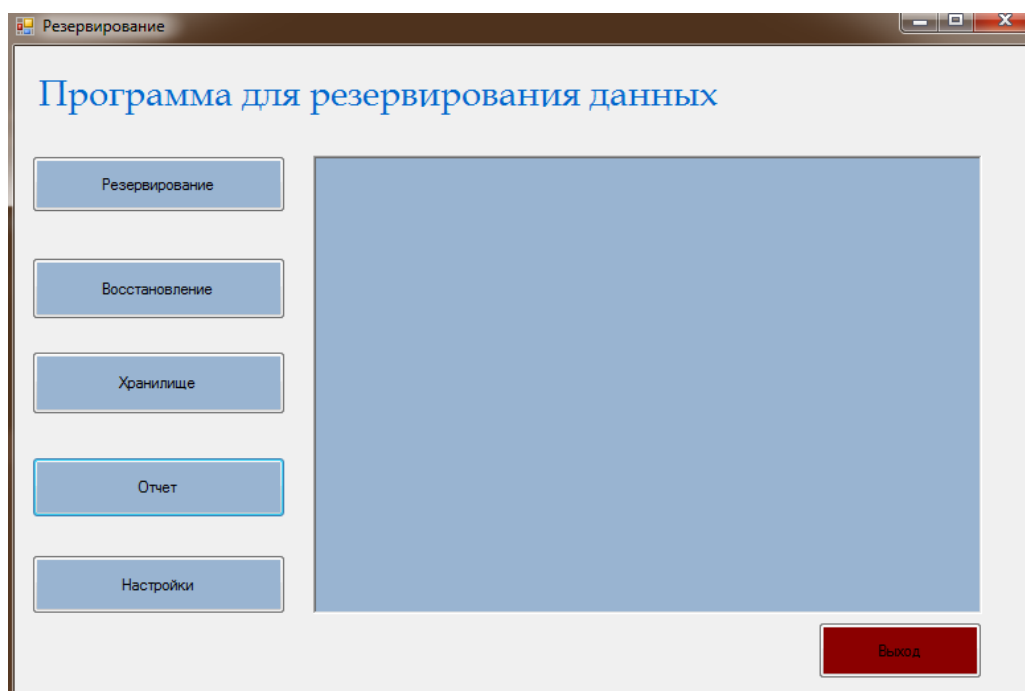 Резервирование
Программа для резервирования данных
Резервирование
Восстановление
Хранилище
Отчет
Настройки
Выход